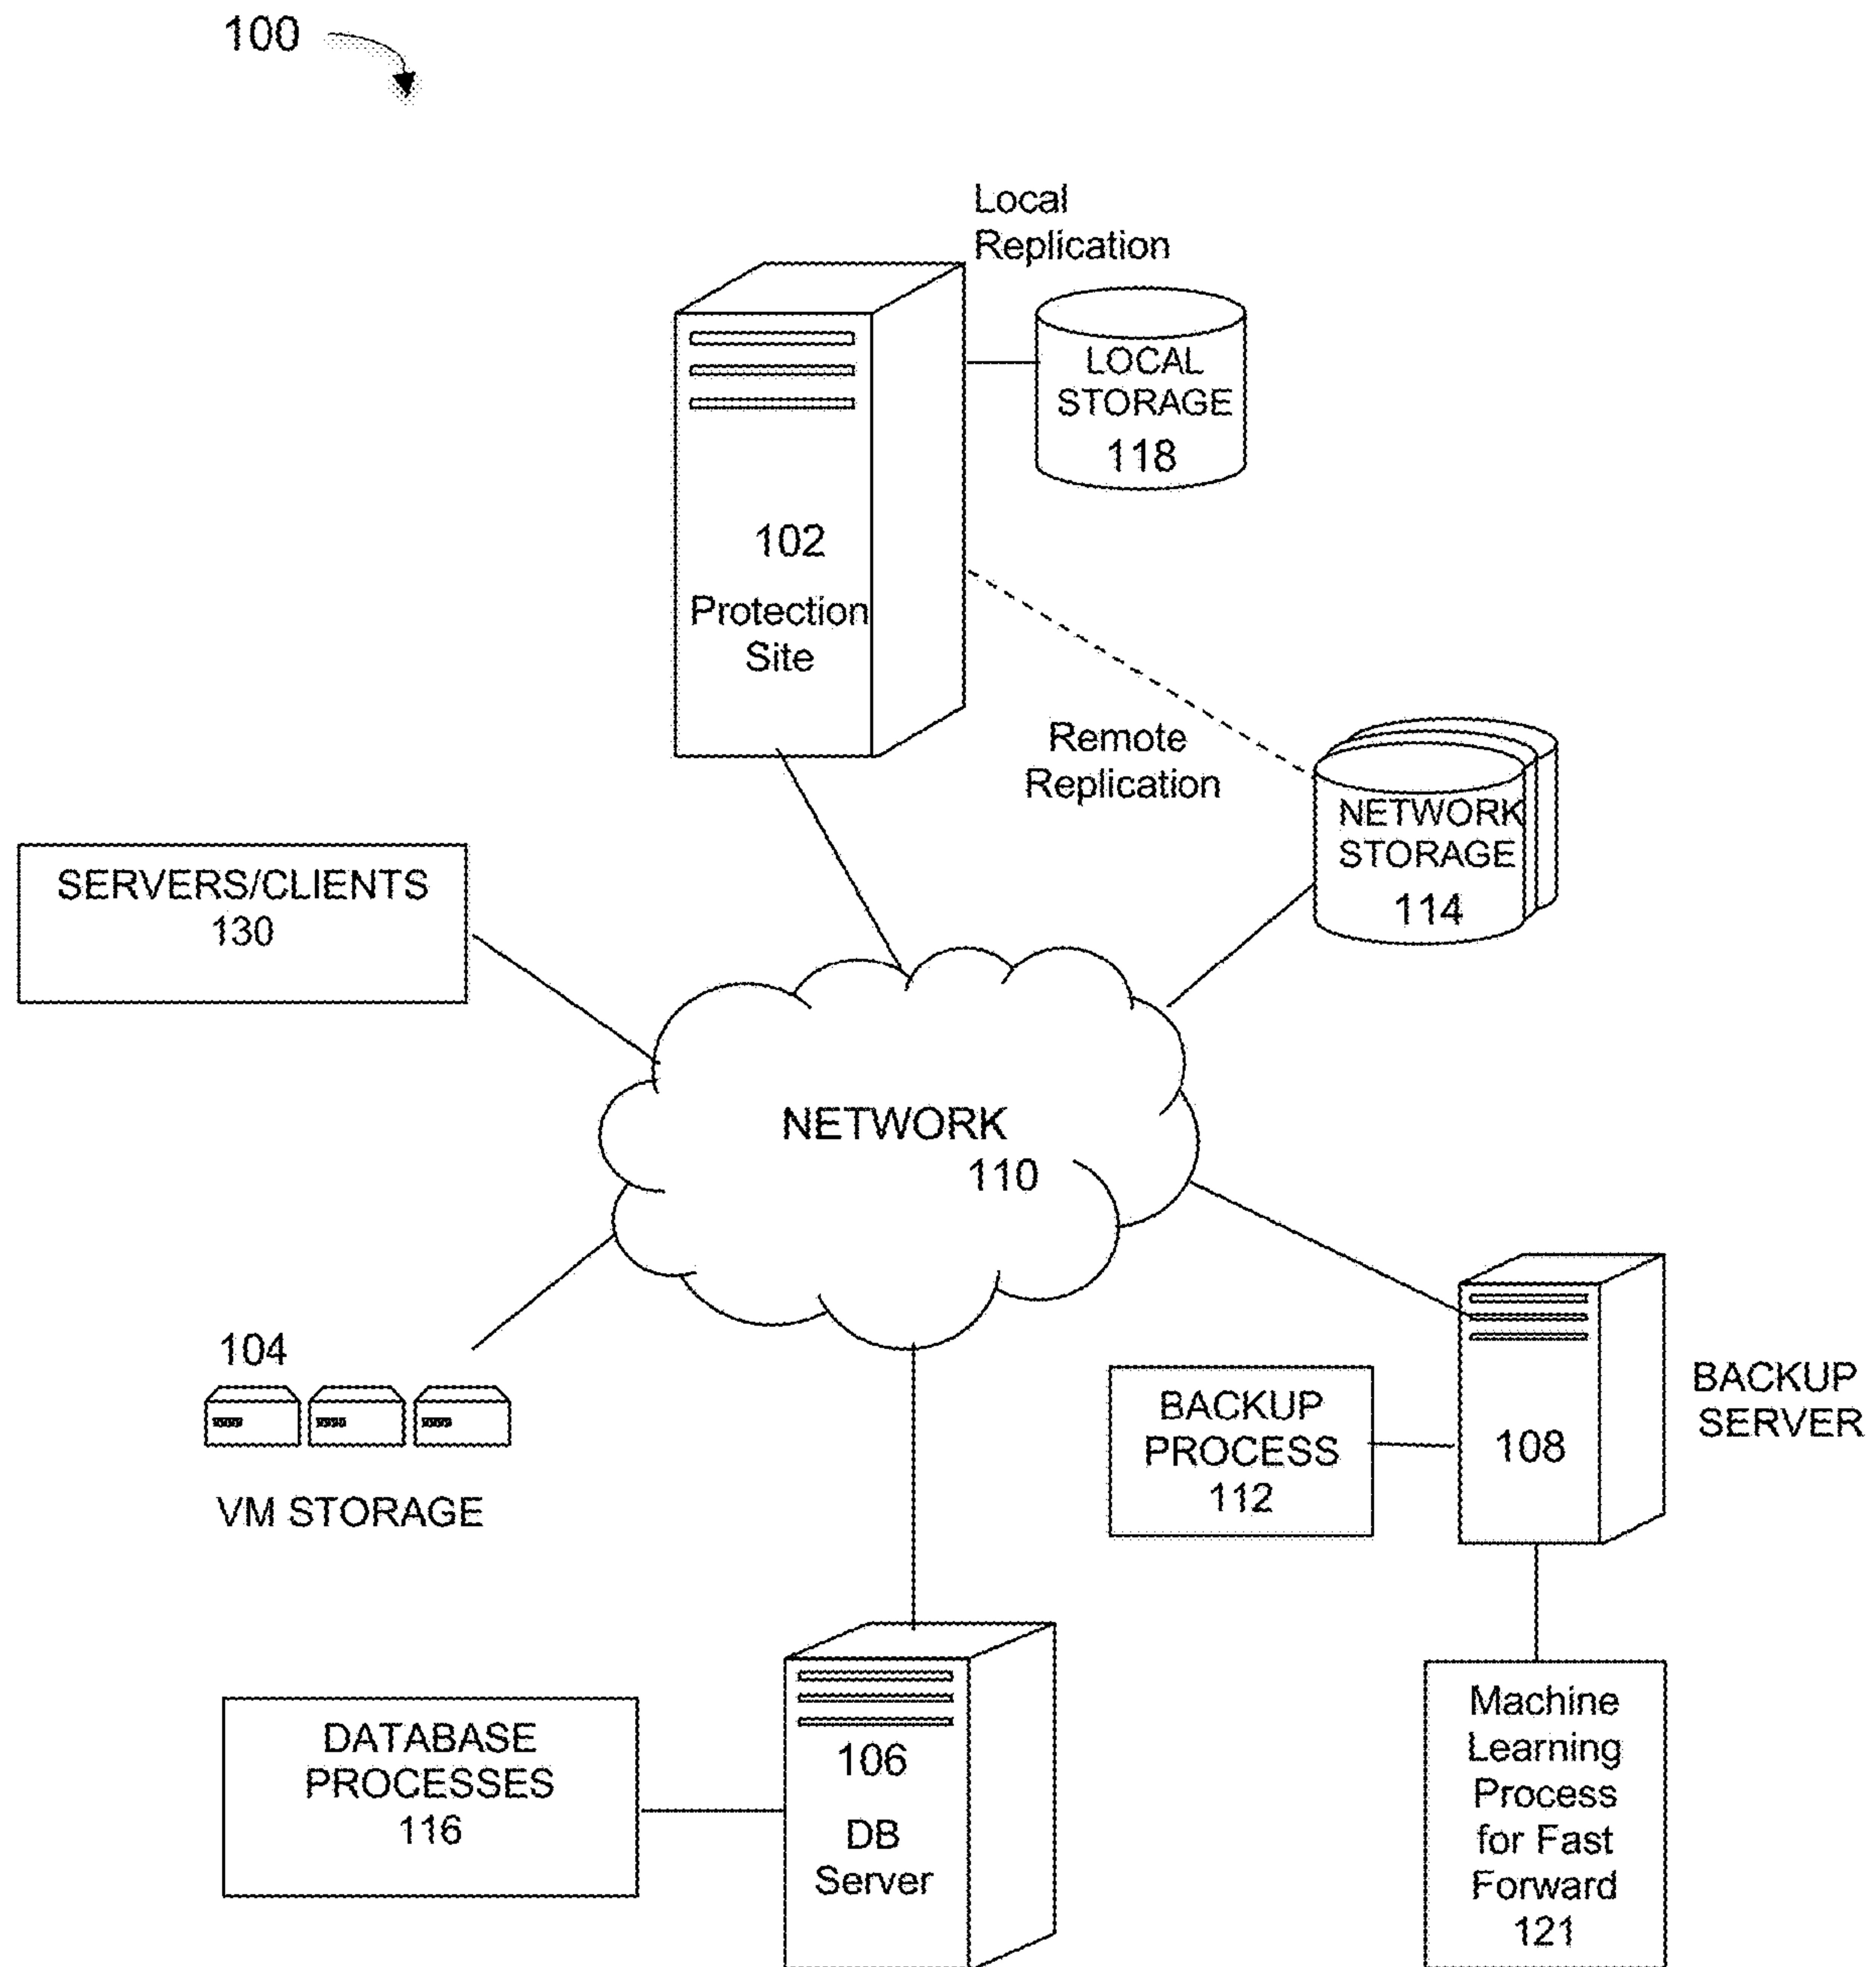 100
Local
Replication
LOCAL
STORAGE
118
102
Protection
Site
Remote
Replication
NETWORK
STORAGE
114
SERVERS/CLIENTS
130
NETWORK
110
104
VM STORAGE
BACKUP
PROCESS
112
108
BACKUP
SERVER
DATABASE
PROCESSES
116
106
DB
Server
Machine
Learning
Process
for Fast
Forward
121